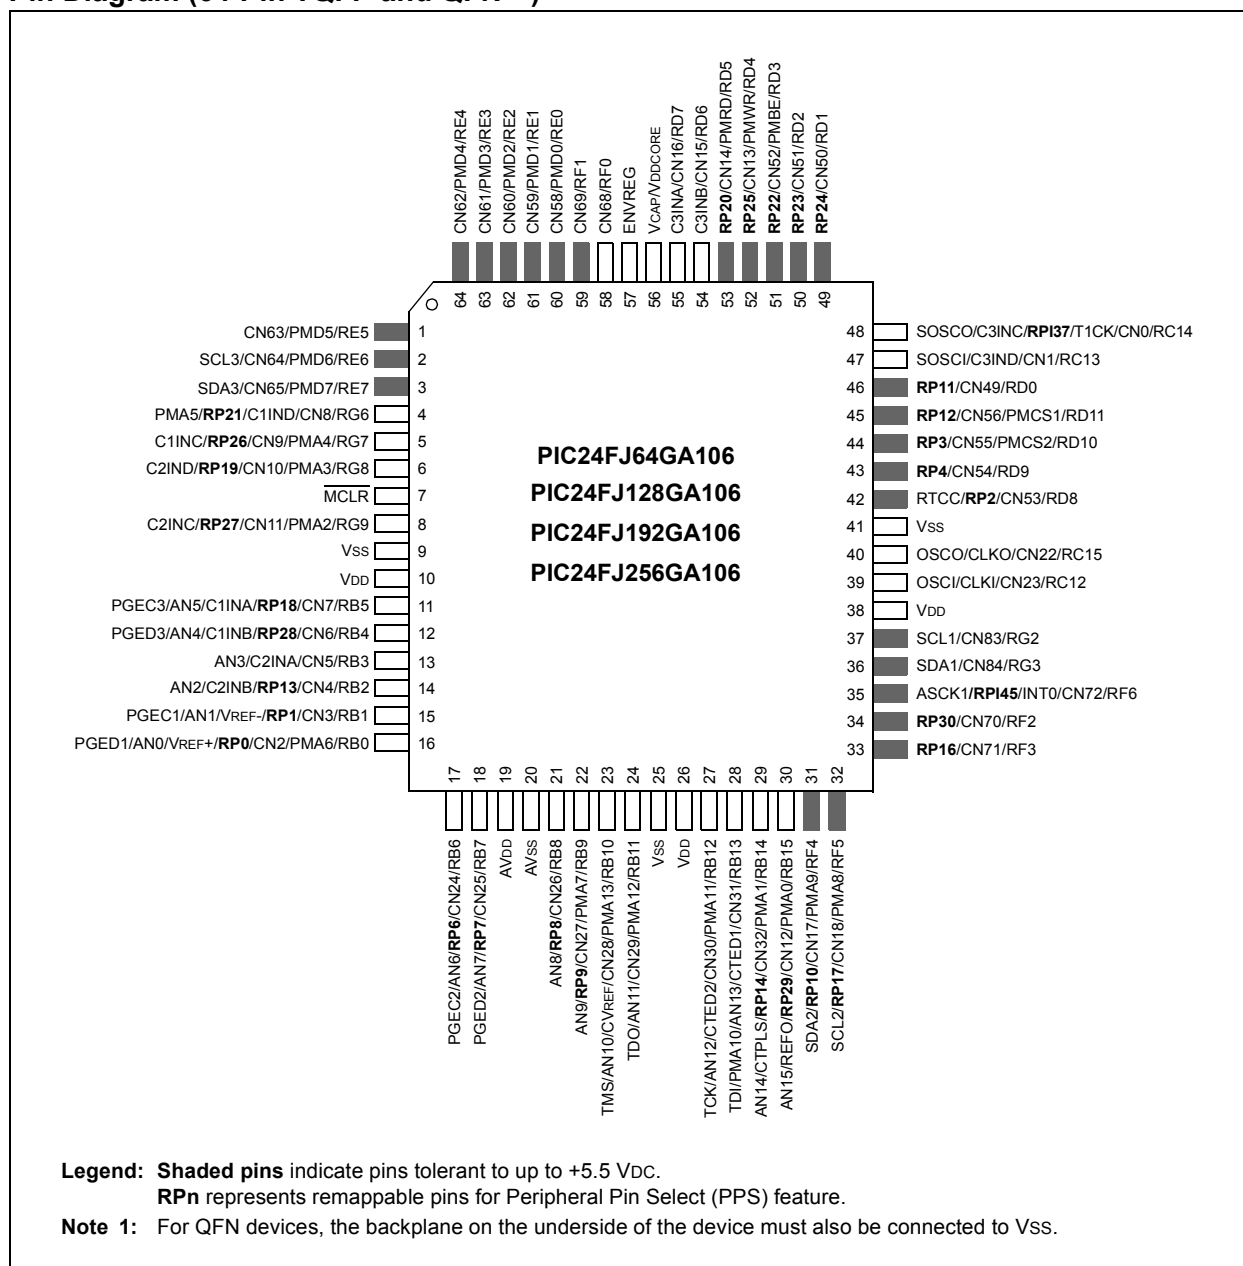 CN62/PMD4/RE4
CN61/PMD3/RE3
CN60/PMD2/RE2
CN59/PMD1/RE1
CN58/PMD0/RE0
CN69/RF1
CN68/RF0
ENVREG
VCAP/VDDCORE
C3INA/CN16/RD7
C3INB/CN15/RD6
RP20/CN14/PMRD/RD5
RP25/CN13/PMWR/RD4
RP22/CN52/PMBE/RD3
RP23/CN51/RD2
RP24/CN50/RD1
64 63 62 61 60 59 58 57 56 55 54 53 52 51 50 49
CN63/PMD5/RE5 1
SCL3/CN64/PMD6/RE6 2
SDA3/CN65/PMD7/RE7 3
PMA5/RP21/C1IND/CN8/RG6 4
C1INC/RP26/CN9/PMA4/RG7 5
C2IND/RP19/CN10/PMA3/RG8 6
MCLR 7
C2INC/RP27/CN11/PMA2/RG9 8
VSS 9
VDD 10
PGEC3/AN5/C1INA/RP18/CN7/RB5 11
PGED3/AN4/C1INB/RP28/CN6/RB4 12
AN3/C2INA/CN5/RB3 13
AN2/C2INB/RP13/CN4/RB2 14
PGEC1/AN1/VREF-/RP1/CN3/RB1 15
PGED1/AN0/VREF+/RP0/CN2/PMA6/RB0 16
PIC24FJ64GA106
PIC24FJ128GA106
PIC24FJ192GA106
PIC24FJ256GA106
48 SOSCO/C3INC/RPI37/T1CK/CN0/RC14
47 SOSCI/C3IND/CN1/RC13
46 RP11/CN49/RD0
45 RP12/CN56/PMCS1/RD11
44 RP3/CN55/PMCS2/RD10
43 RP4/CN54/RD9
42 RTCC/RP2/CN53/RD8
41 VSS
40 OSCO/CLKO/CN22/RC15
39 OSCI/CLKI/CN23/RC12
38 VDD
37 SCL1/CN83/RG2
36 SDA1/CN84/RG3
35 ASCK1/RPI45/INT0/CN72/RF6
34 RP30/CN70/RF2
33 RP16/CN71/RF3
17 18 19 20 21 22 23 24 25 26 27 28 29 30 31 32
PGEC2/AN6/RP6/CN24/RB6
PGED2/AN7/RP7/CN25/RB7
AVDD
AVSS
AN8/RP8/CN26/RB8
AN9/RP9/CN27/PMA7/RB9
TMS/AN10/CVREF/CN28/PMA13/RB10
TDO/AN11/CN29/PMA12/RB11
VSS
VDD
TCK/AN12/CTED2/CN30/PMA11/RB12
TDI/PMA10/AN13/CTED1/CN31/RB13
AN14/CTPLS/RP14/CN32/PMA1/RB14
AN15/REFO/RP29/CN12/PMA0/RB15
SDA2/RP10/CN17/PMA9/RF4
SCL2/RP17/CN18/PMA8/RF5
Legend: Shaded pins indicate pins tolerant to up to +5.5 VDC.
RPn represents remappable pins for Peripheral Pin Select (PPS) feature.
Note 1: For QFN devices, the backplane on the underside of the device must also be connected to VSS.